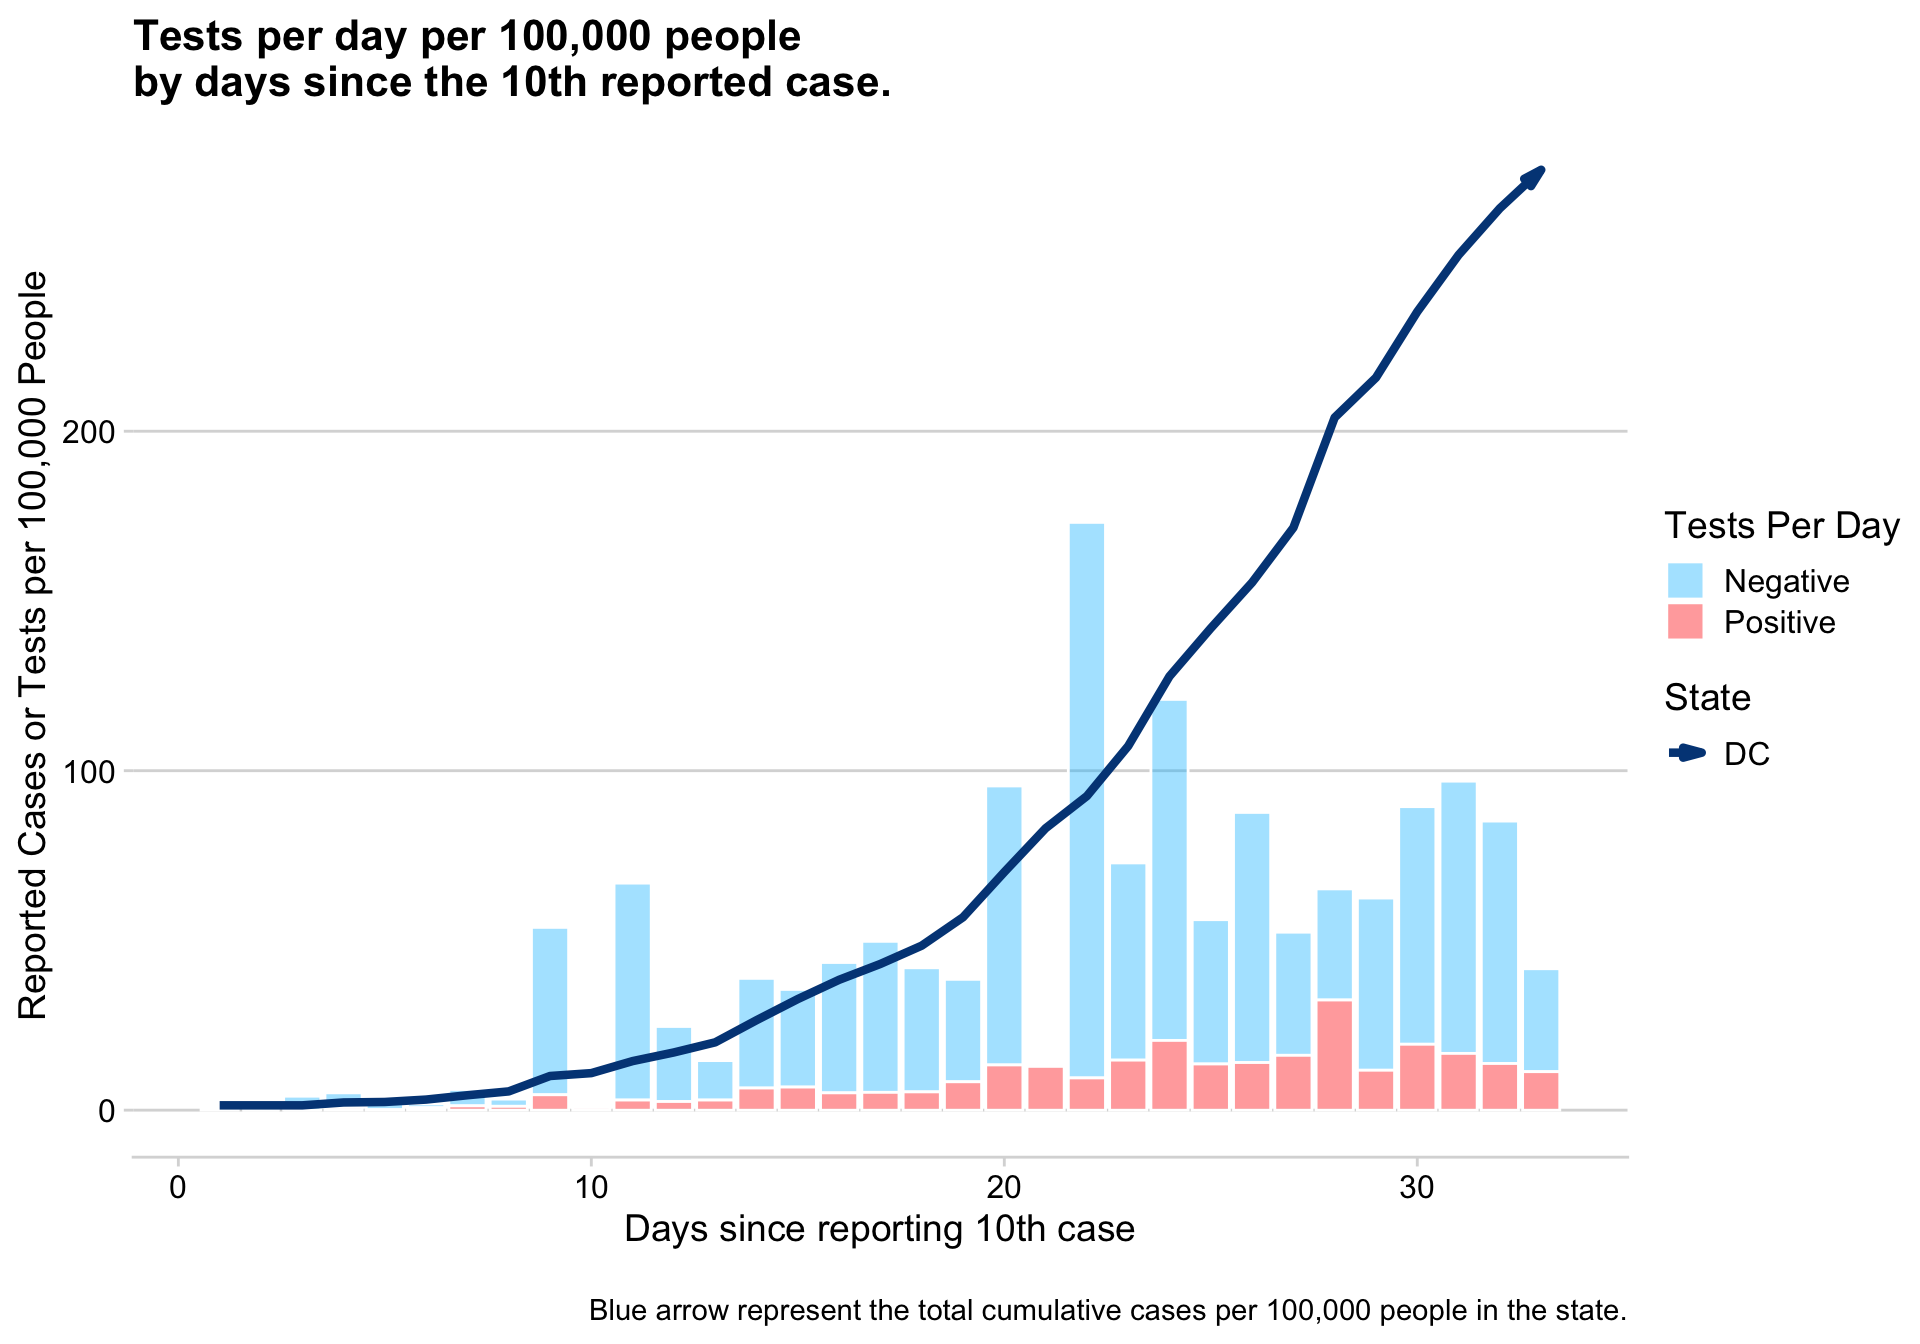 Tests per day per 100,000 people
by days since the 10th reported case.
Reported Cases or Tests per 100,000 People
200
100
0
0
10
20
30
Days since reporting 10th case
Tests Per Day
Negative
Positive
State
DC
Blue arrow represent the total cumulative cases per 100,000 people in the state.